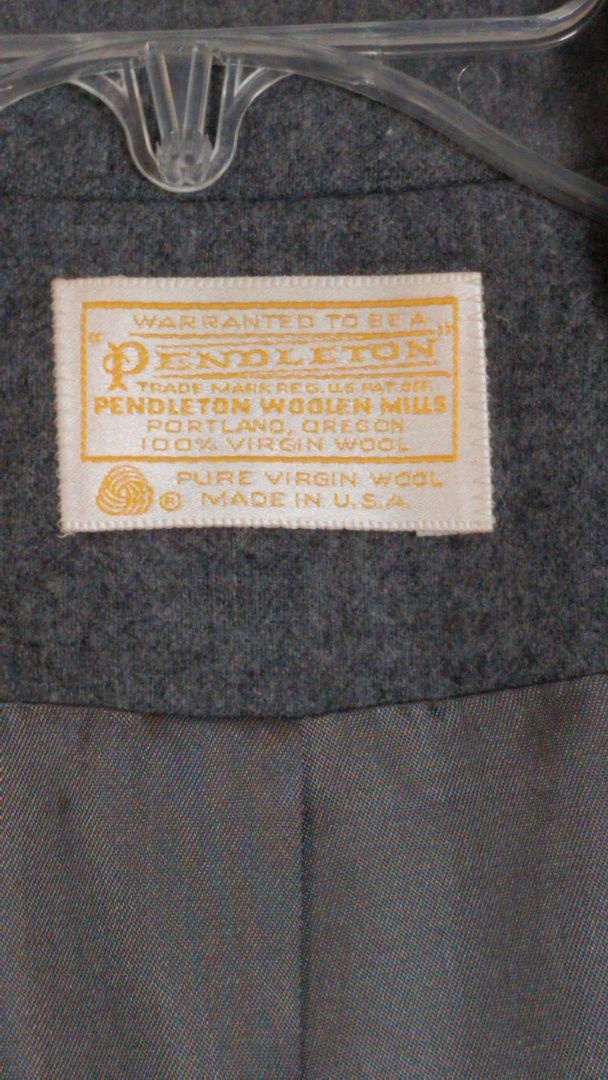 WARRANTED TO BE A
"PENDLETON"
TRADE MARK REG. U.S. PAT. OFF.
PENDLETON WOOLEN MILLS
PORTLAND, OREGON
100% VIRGIN WOOL
PURE VIRGIN WOOL
® MADE IN U.S.A.